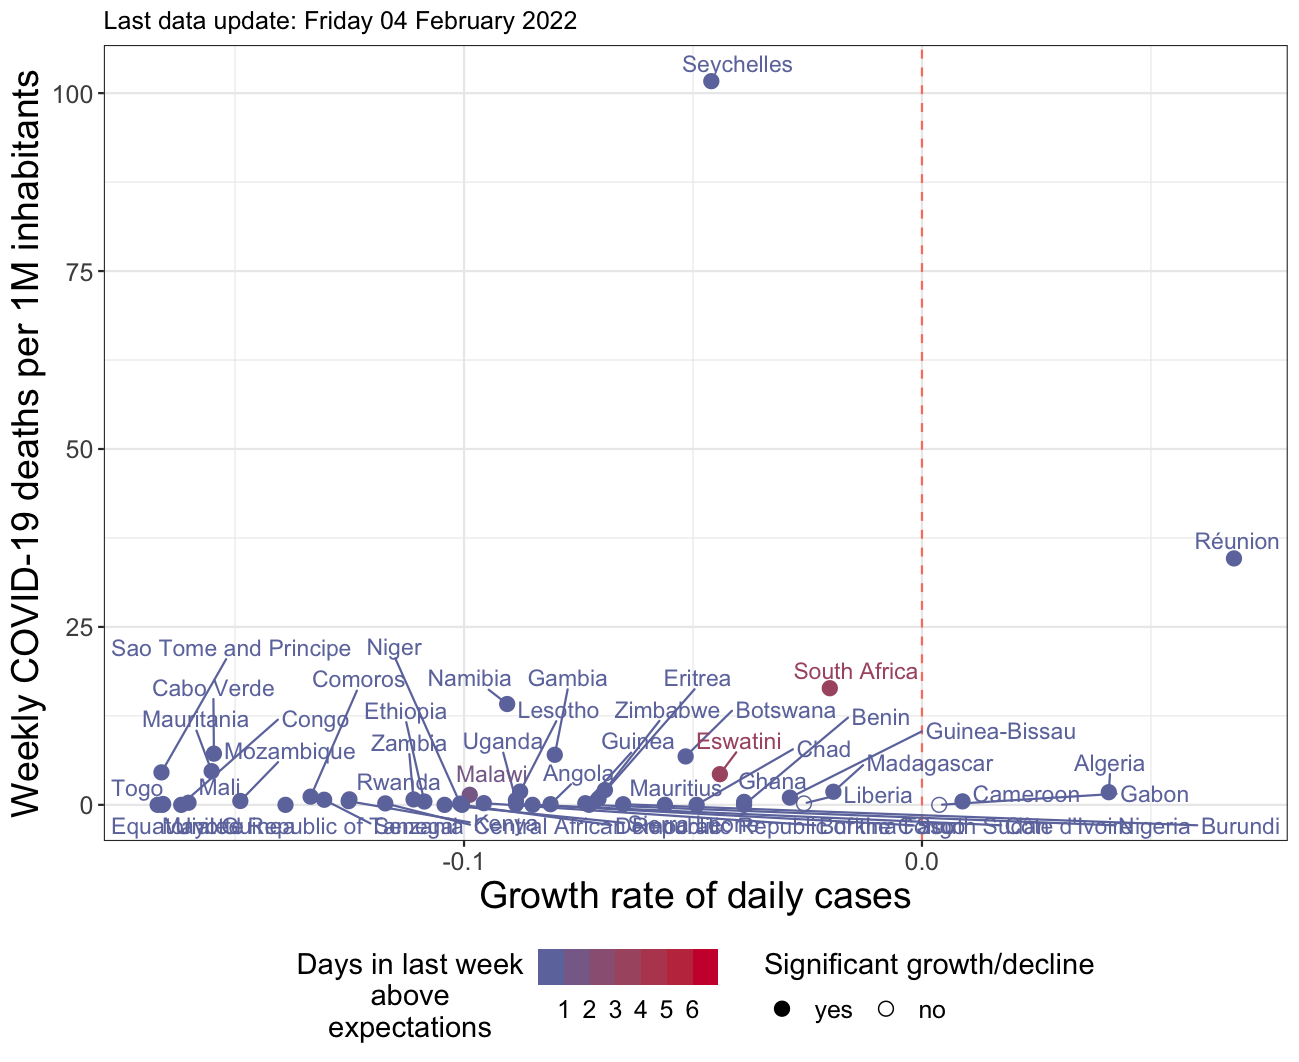 Last data update: Friday 04 February 2022
Weekly COVID-19 deaths per 1M inhabitants
100
75
50
25
0
Seychelles
Réunion
Sao Tome and Principe
Niger
Cabo Verde
Comoros
Namibia
Gambia
Eritrea
South Africa
Mauritania
Congo
Ethiopia
Lesotho
Zimbabwe
Botswana
Benin
Guinea-Bissau
Mozambique
Zambia
Uganda
Guinea
Eswatini
Chad
Madagascar
Algeria
Togo
Mali
Rwanda
Malawi
Angola
Mauritius
Ghana
Liberia
Cameroon
Gabon
Kenya
Sierra Leone
Senegal
Central African
Republic
Burkina Faso
South Sudan
Côte d'Ivoire
Nigeria
Burundi
-0.1
0.0
Growth rate of daily cases
Days in last week
above
expectations
1 2 3 4 5 6
Significant growth/decline
yes
no